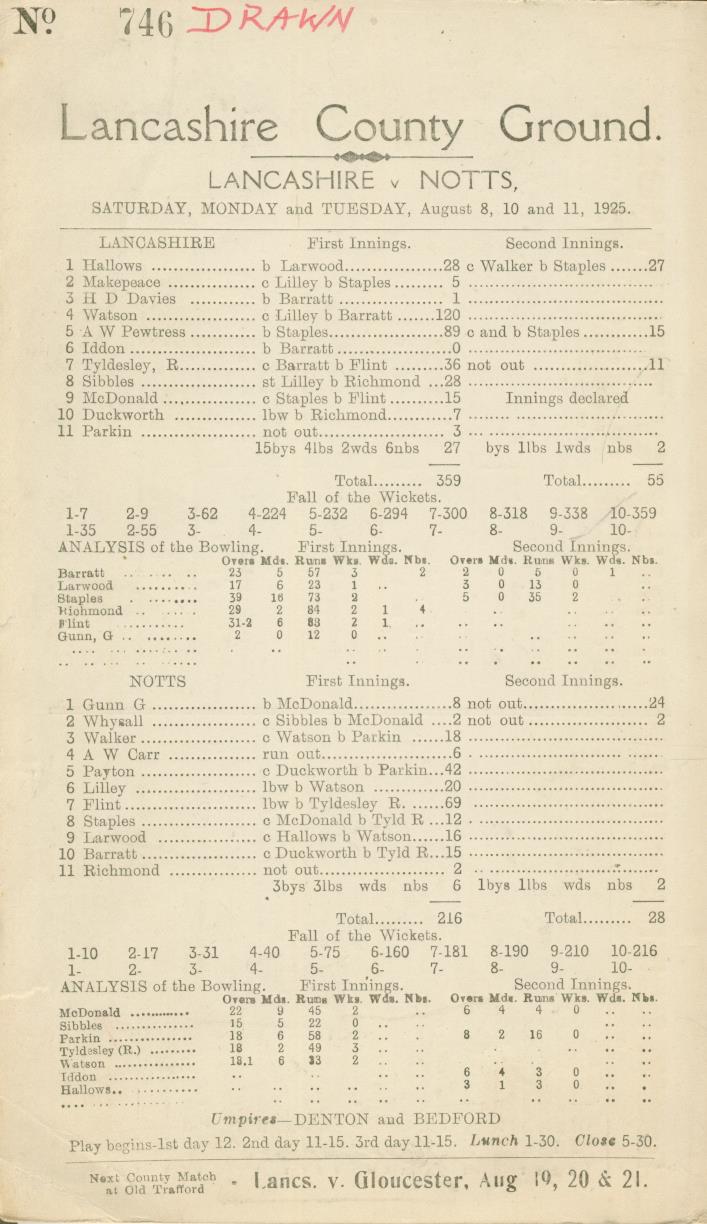 No. 746 DRAWN
Lancashire County Ground.
LANCASHIRE v NOTTS,
SATURDAY, MONDAY and TUESDAY, August 8, 10 and 11, 1925.
LANCASHIRE First Innings. Second Innings.
1 Hallows ................... b Larwood..................28 c Walker b Staples .......27
2 Makepeace ................ c Lilley b Staples ......... 5 ...................................
3 H D Davies ............ b Barratt .................. 1 ...................................
4 Watson ................... c Lilley b Barratt ......120 ...................................
5 A W Pewtress ............ b Staples.....................89 c and b Staples ............15
6 Iddon ....................... b Barratt .....................0 ...................................
7 Tyldesley, R.............. c Barratt b Flint .........36 not out .......................11
8 Sibbles ..................... st Lilley b Richmond ...28 ...................................
9 McDonald ................. c Staples b Flint ..........15 Innings declared
10 Duckworth ............... lbw b Richmond............7 ...................................
11 Parkin ..................... not out....................... 3 ...................................
15bys 4lbs 2wds 6nbs 27 bys 1lbs 1wds nbs 2
Total......... 359 Total......... 55
Fall of the Wickets.
1-7 2-9 3-62 4-224 5-232 6-294 7-300 8-318 9-338 10-359
1-35 2-55 3- 4- 5- 6- 7- 8- 9- 10-
ANALYSIS of the Bowling. First Innings. Second Innings.
Overs Mds. Runs Wks. Wds. Nbs. Overs Mds. Runs Wks. Wds. Nbs.
Barratt .. .. .. .. 23 5 57 3 2 2 0 5 0 1 ..
Larwood .......... 17 6 23 1 .. 3 0 13 0 ..
Staples .......... 39 16 73 2 .. 5 0 35 2 ..
Richmond .. ...... 29 2 84 2 1 4 .. .. ..
Flint .. ........ 31-2 6 83 2 1 .. .. .. ..
Gunn, G .. ........ 2 0 12 0 .. .. .. .. ..
NOTTS First Innings. Second Innings.
1 Gunn G ................... b McDonald..................8 not out.......................24
2 Whysall .................. c Sibbles b McDonald ....2 not out ...................... 2
3 Walker.................... c Watson b Parkin ......18 ...................................
4 A W Carr ................ run out........................6 ...................................
5 Payton .................... c Duckworth b Parkin...42 ...................................
6 Lilley ..................... lbw b Watson .............20 ...................................
7 Flint........................ lbw b Tyldesley R. ......69 ...................................
8 Staples .................... c McDonald b Tyld R ...12 ...................................
9 Larwood .................. c Hallows b Watson......16 ...................................
10 Barratt..................... c Duckworth b Tyld R...15 ...................................
11 Richmond ................ not out........................ 2 ...................................
3bys 3lbs wds nbs 6 1bys 1lbs wds nbs 2
Total......... 216 Total......... 28
Fall of the Wickets.
1-10 2-17 3-31 4-40 5-75 6-160 7-181 8-190 9-210 10-216
1- 2- 3- 4- 5- 6- 7- 8- 9- 10-
ANALYSIS of the Bowling. First Innings. Second Innings.
Overs Mds. Runs Wks. Wds. Nbs. Overs Mds. Runs Wks. Wds. Nbs.
McDonald ............ 22 9 45 2 .. 6 4 4 0 .. ..
Sibbles ............... 15 5 22 0 .. .. .. ..
Parkin ................ 18 6 58 2 .. .. 8 2 16 0 .. ..
Tyldesley (R.) ......... 18 2 49 3 .. .. .. .. ..
Watson ............... 18.1 6 33 2 .. .. .. ..
Iddon ................. .. .. .. .. 6 4 3 0 .. ..
Hallows.. ............ .. .. .. .. .. .. 3 1 3 0 .. ..
Umpires—DENTON and BEDFORD
Play begins-1st day 12. 2nd day 11-15. 3rd day 11-15. Lunch 1-30. Close 5-30.
Next County Match at Old Trafford - Lancs. v. Gloucester, Aug 19, 20 & 21.